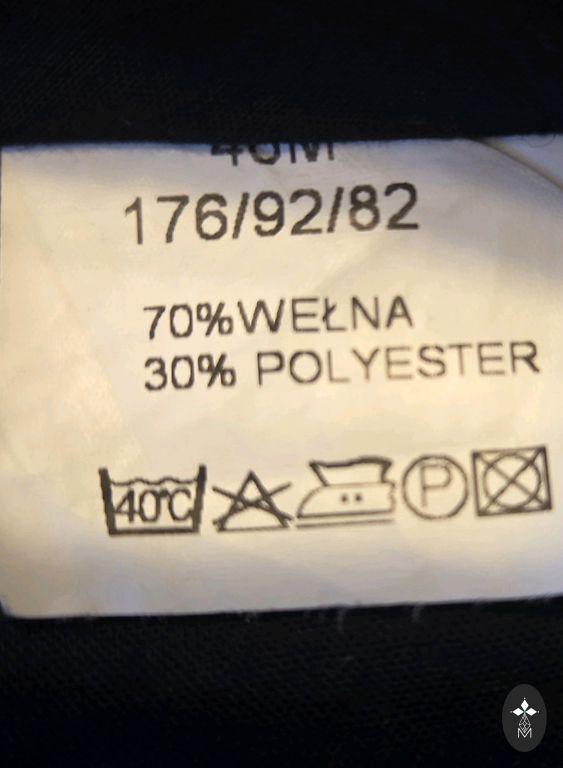 176/92/82
70%WEŁNA
30% POLYESTER
40°C
P
M